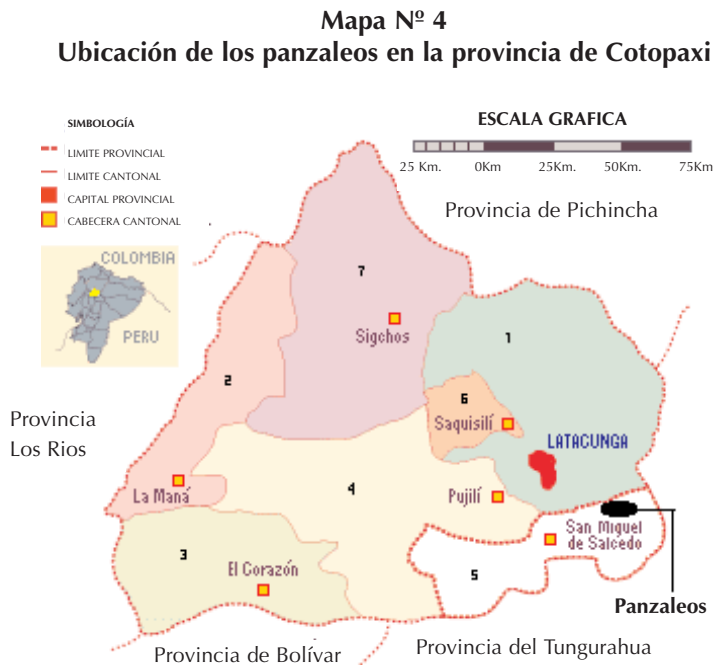 Mapa Nº 4
Ubicación de los panzaleos en la provincia de Cotopaxi
SIMBOLOGÍA
LIMITE PROVINCIAL
LIMITE CANTONAL
CAPITAL PROVINCIAL
CABECERA CANTONAL
ESCALA GRAFICA
25 Km. 0Km 25Km. 50Km. 75Km
Provincia de Pichincha
COLOMBIA
PERU
7
Sigchos
1
2
6
Saquisilí
Provincia
Los Rios
LATACUNGA
La Maná
4
Pujilí
San Miguel
de Salcedo
3
El Corazón
5
Panzaleos
Provincia de Bolívar
Provincia del Tungurahua